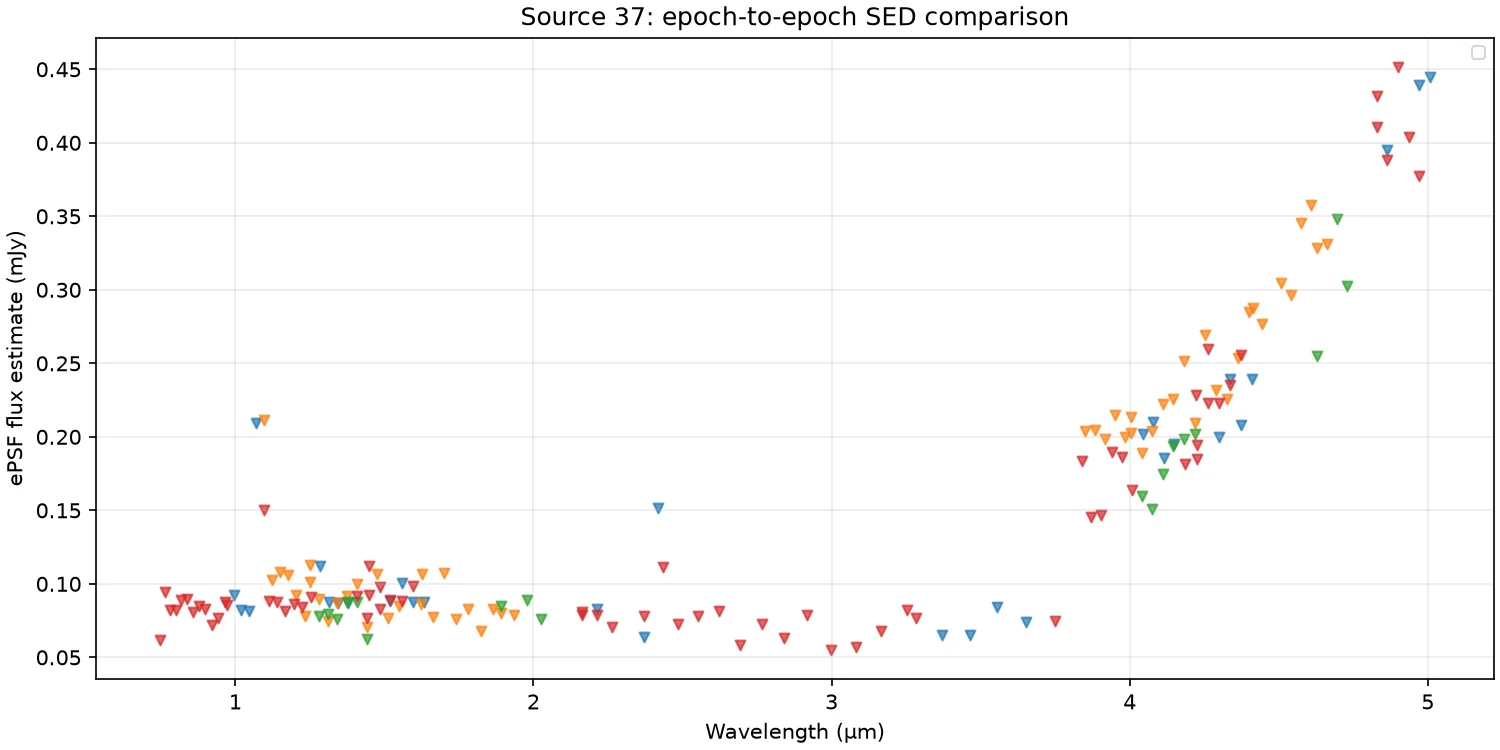 Source 37: epoch-to-epoch SED comparison
ePSF flux estimate (mJy)
0.45
0.40
0.35
0.30
0.25
0.20
0.15
0.10
0.05
1 2 3 4 5
Wavelength (μm)